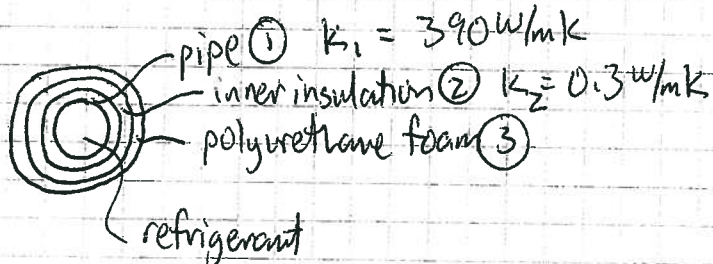 pipe ① k₁ = 390 W/mK
inner insulation ② k₂ = 0.3 W/mK
polyurethane foam ③
refrigerant